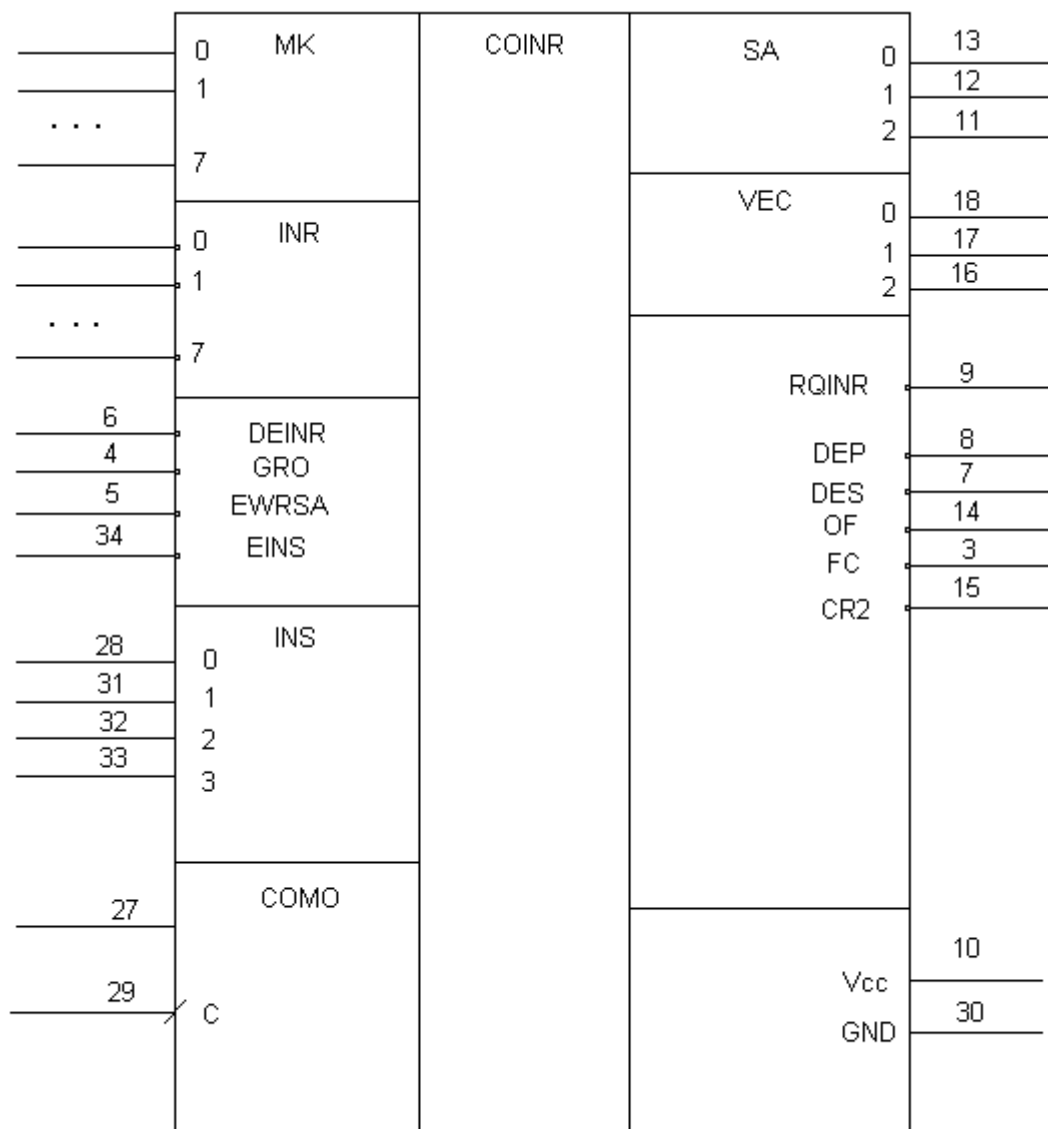 MK
0
1
. . .
7
INR
0
1
. . .
7
6 DEINR
4 GRO
5 EWRSA
34 EINS
INS
28 0
31 1
32 2
33 3
COMO
27
29 C
COINR
SA
0 13
1 12
2 11
VEC
0 18
1 17
2 16
RQINR 9
DEP 8
DES 7
OF 14
FC 3
CR2 15
Vcc 10
GND 30